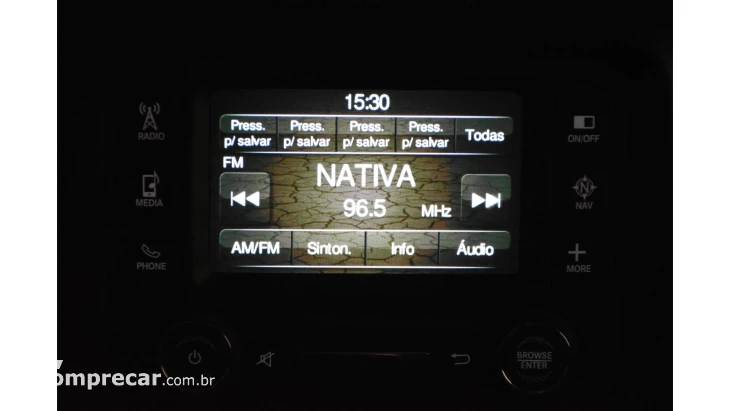 15:30
Press. p/ salvar
Press. p/ salvar
Press. p/ salvar
Press. p/ salvar
Todas
FM
NATIVA
96.5 MHz
AM/FM
Sinton.
Info
Áudio
RADIO
MEDIA
PHONE
ON/OFF
NAV
MORE
BROWSE
ENTER
omprecar.com.br